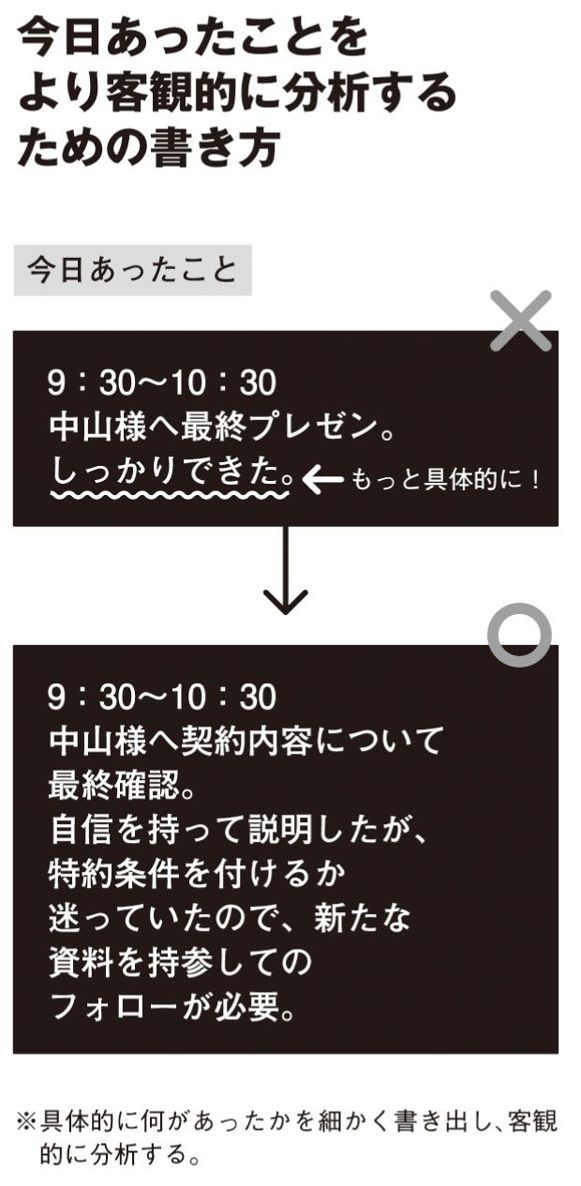 今日あったことを
より客観的に分析する
ための書き方
今日あったこと
9：30〜10：30
中山様へ最終プレゼン。
しっかりできた。
もっと具体的に！
9：30〜10：30
中山様へ契約内容について
最終確認。
自信を持って説明したが、
特約条件を付けるか
迷っていたので、新たな
資料を持参しての
フォローが必要。
※具体的に何があったかを細かく書き出し、客観
的に分析する。